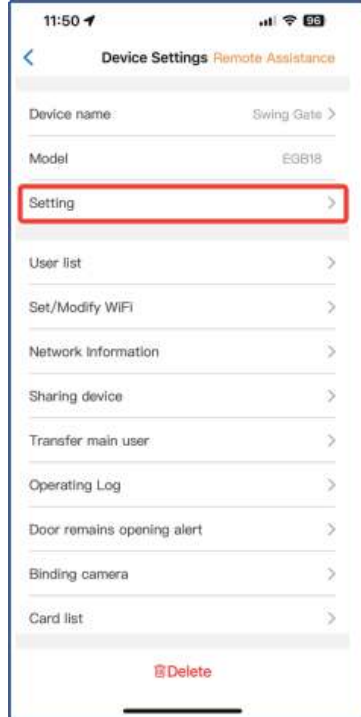 11:50
96
Device Settings Remote Assistance
Device name Swing Gate
Model EGB18
Setting
User list
Set/Modify WiFi
Network Information
Sharing device
Transfer main user
Operating Log
Door remains opening alert
Binding camera
Card list
Delete